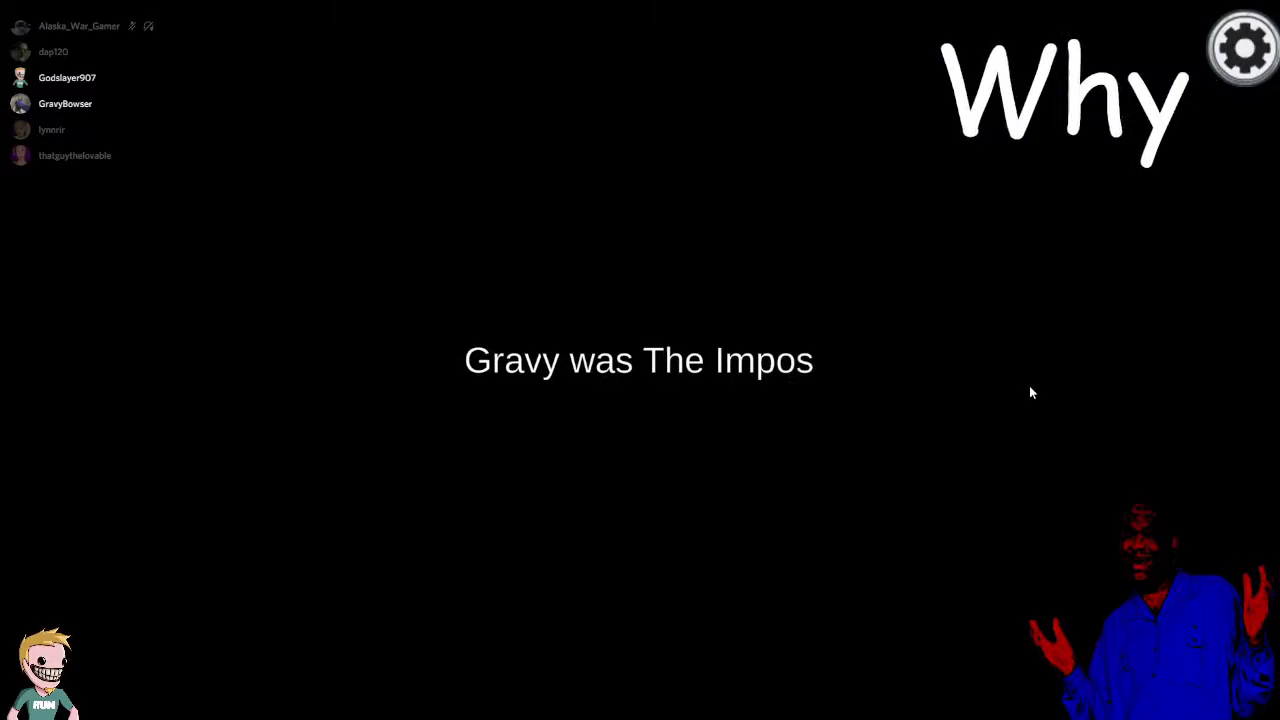 Alaska_War_Gamer
dap120
Godslayer907
GravyBowser
lynnrir
thatguythelovable
Why
Gravy was The Impos
RUN